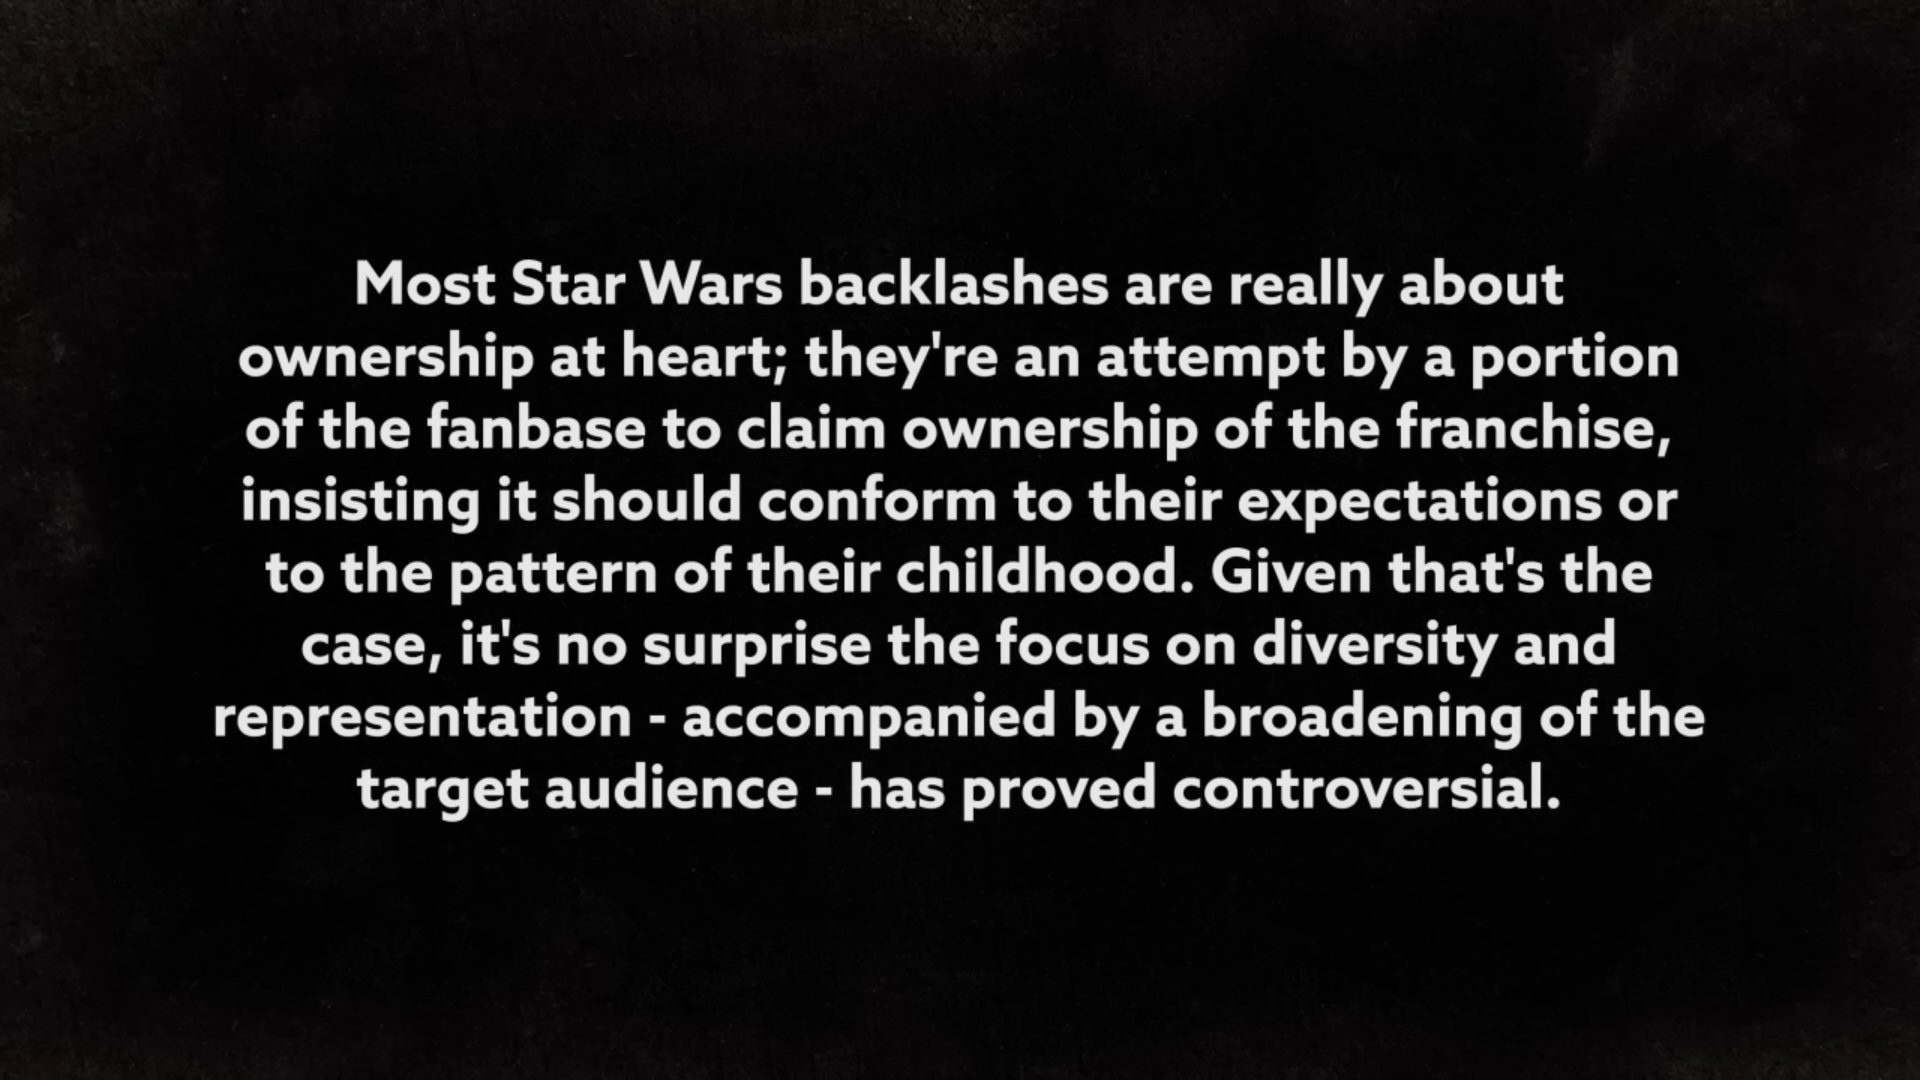 Most Star Wars backlashes are really about
ownership at heart; they're an attempt by a portion
of the fanbase to claim ownership of the franchise,
insisting it should conform to their expectations or
to the pattern of their childhood. Given that's the
case, it's no surprise the focus on diversity and
representation - accompanied by a broadening of the
target audience - has proved controversial.